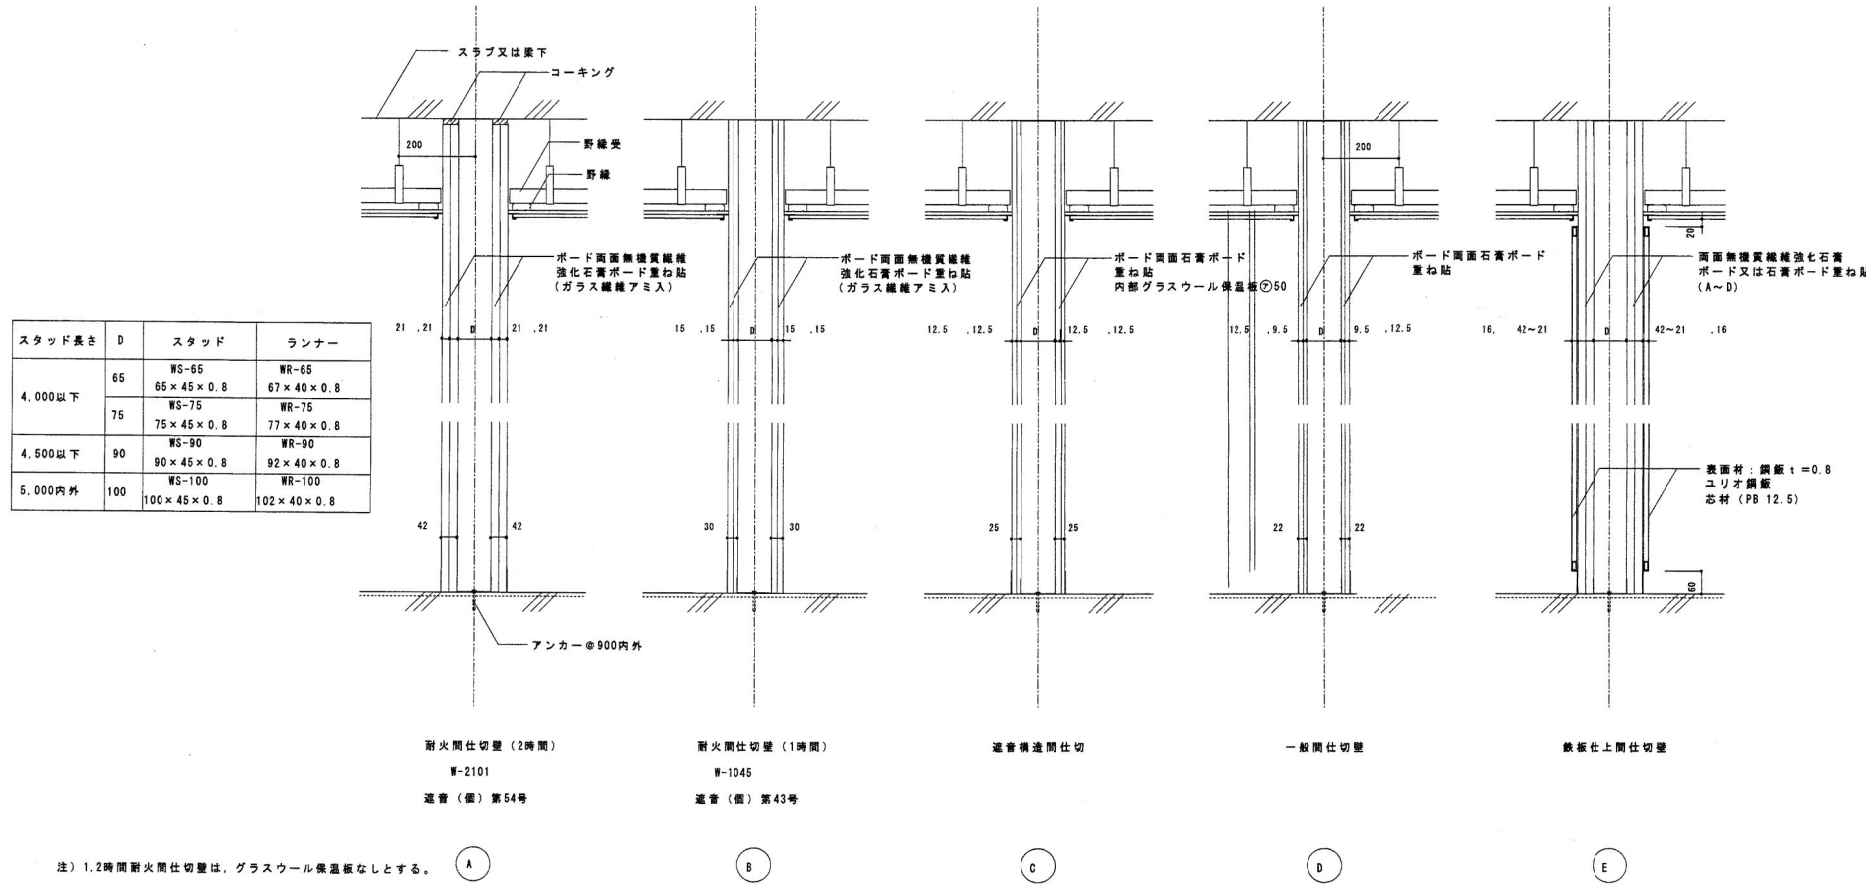 スラブ又は梁下
コーキング
200
野縁受
野縁
ボード両面無機質繊維
強化石膏ボード重ね貼
(ガラス繊維アミ入)
21 ,21
D
21 ,21
42
42
アンカー@900内外
ボード両面無機質繊維
強化石膏ボード重ね貼
(ガラス繊維アミ入)
15 ,15
D
15 ,15
30
30
ボード両面石膏ボード
重ね貼
内部グラスウール保温板㋐50
12.5 ,12.5
D
12.5 ,12.5
25
25
200
ボード両面石膏ボード
重ね貼
12.5 ,9.5
D
9.5 ,12.5
22
22
20
両面無機質繊維強化石膏
ボード又は石膏ボード重ね貼
(A~D)
16, 42~21
D
42~21 ,16
表面材:鋼鈑 t=0.8
ユリオ鋼鈑
芯材 (PB 12.5)
60
スタッド長さ D スタッド ランナー
4,000以下
65
WS-65
65×45×0.8
WR-65
67×40×0.8
75
WS-75
75×45×0.8
WR-75
77×40×0.8
4,500以下
90
WS-90
90×45×0.8
WR-90
92×40×0.8
5,000内外
100
WS-100
100×45×0.8
WR-100
102×40×0.8
耐火間仕切壁(2時間)
W-2101
遮音(個)第54号
耐火間仕切壁(1時間)
W-1045
遮音(個)第43号
遮音構造間仕切
一般間仕切壁
鉄板仕上間仕切壁
注) 1,2時間耐火間仕切壁は,グラスウール保温板なしとする。
A
B
C
D
E